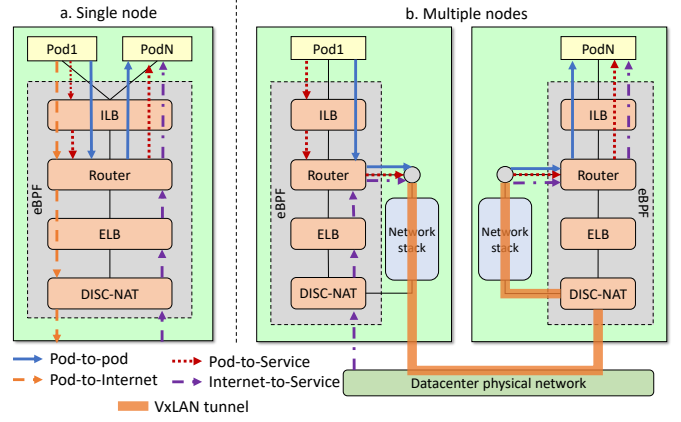 a. Single node
b. Multiple nodes
Pod1
PodN
ILB
Router
ELB
DISC-NAT
eBPF
Pod1
ILB
Router
ELB
DISC-NAT
eBPF
Network
stack
PodN
ILB
Router
ELB
DISC-NAT
eBPF
Network
stack
Pod-to-pod
Pod-to-Service
Pod-to-Internet
Internet-to-Service
VxLAN tunnel
Datacenter physical network